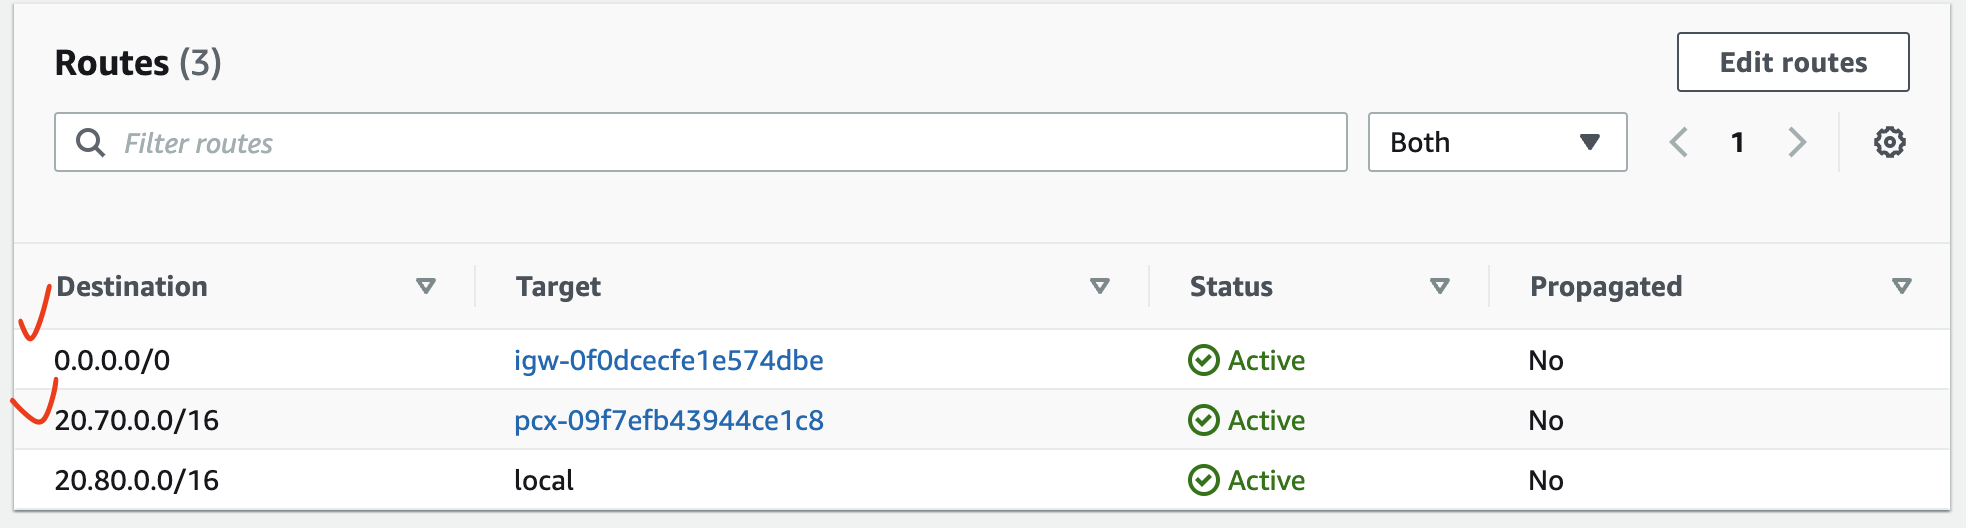 Routes (3)
Edit routes
Filter routes
Both
1
Destination Target Status Propagated
0.0.0.0/0 igw-0f0dcecfe1e574dbe Active No
20.70.0.0/16 pcx-09f7efb43944ce1c8 Active No
20.80.0.0/16 local Active No